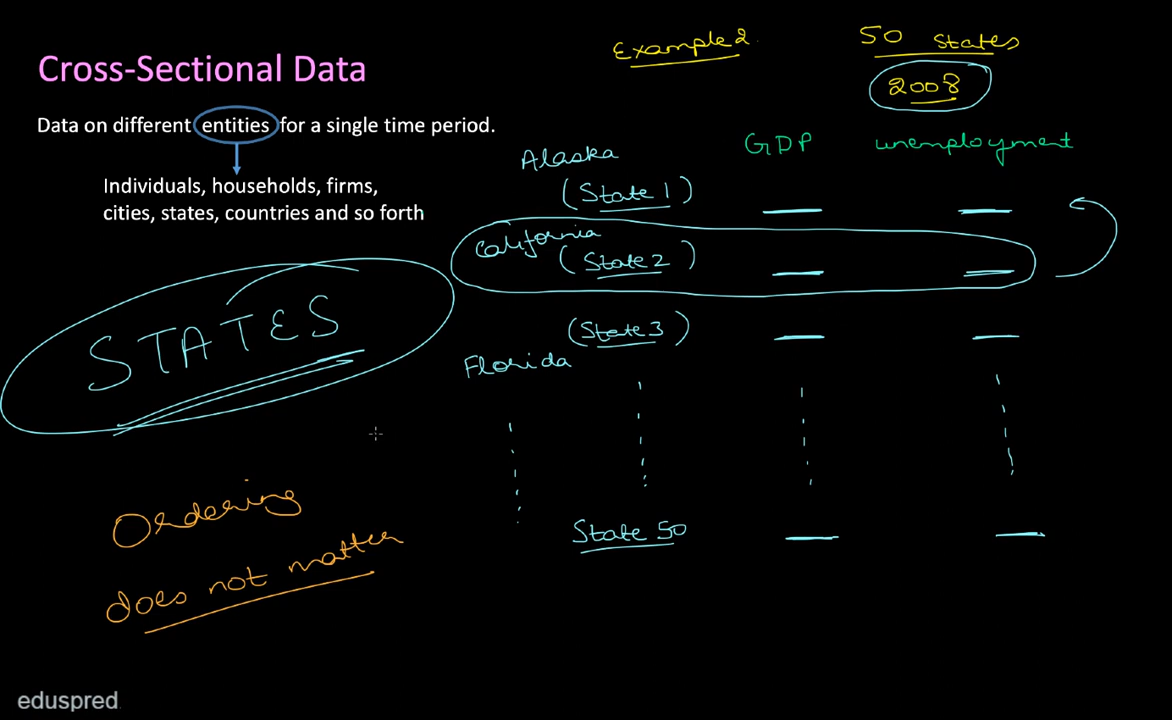 Cross-Sectional Data
Data on different entities for a single time period.
Individuals, households, firms,
cities, states, countries and so forth
STATES
Ordering
does not matter
Example 2
50 states
2008
GDP unemployment
Alaska
(State 1)
California
(State 2)
(State 3)
Florida
State 50
eduspred